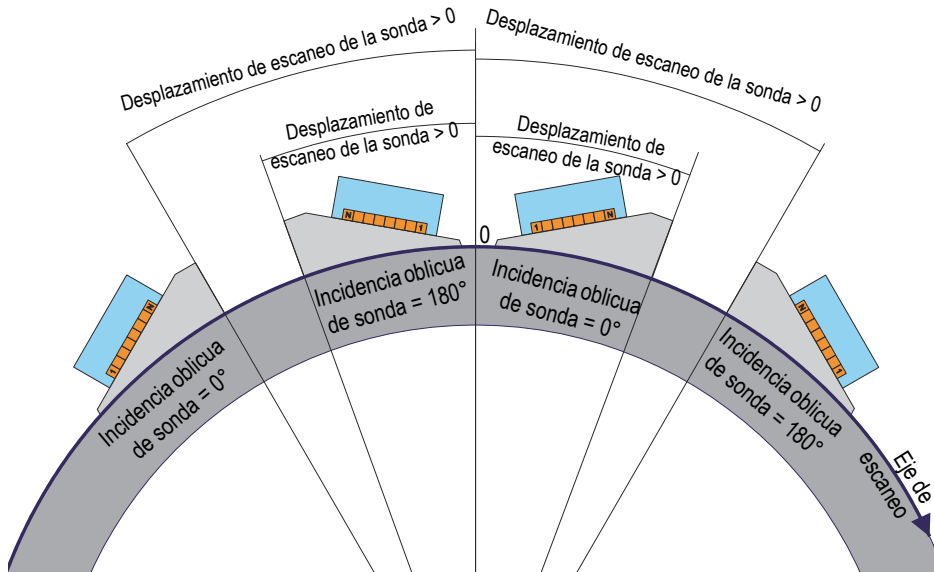 Desplazamiento de escaneo de la sonda > 0
Desplazamiento de escaneo de la sonda > 0
Desplazamiento de
escaneo de la sonda > 0
Desplazamiento de
escaneo de la sonda > 0
N 1
1 N
0
Incidencia oblicua
de sonda = 180°
Incidencia oblicua
de sonda = 0°
N
1
N
1
Incidencia oblicua
de sonda = 0°
Incidencia oblicua
de sonda = 180°
Eje de
escaneo